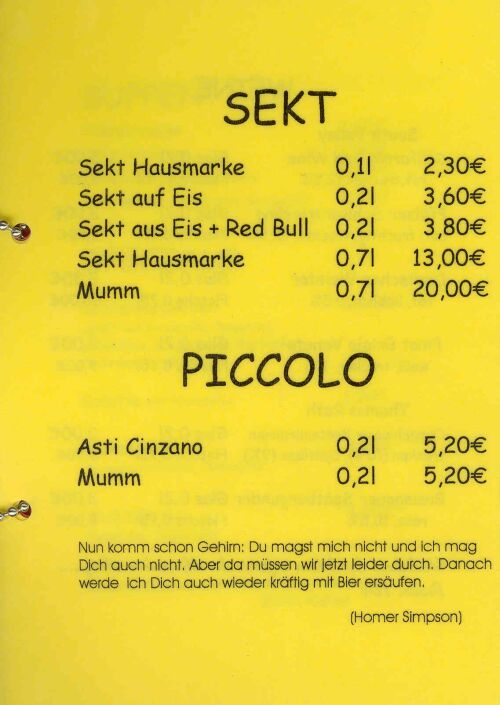 SEKT
Sekt Hausmarke 0,1l 2,30€
Sekt auf Eis 0,2l 3,60€
Sekt aus Eis + Red Bull 0,2l 3,80€
Sekt Hausmarke 0,7l 13,00€
Mumm 0,7l 20,00€
PICCOLO
Asti Cinzano 0,2l 5,20€
Mumm 0,2l 5,20€
Nun komm schon Gehirn: Du magst mich nicht und ich mag
Dich auch nicht. Aber da müssen wir jetzt leider durch. Danach
werde ich Dich auch wieder kräftig mit Bier ersäufen.
(Homer Simpson)